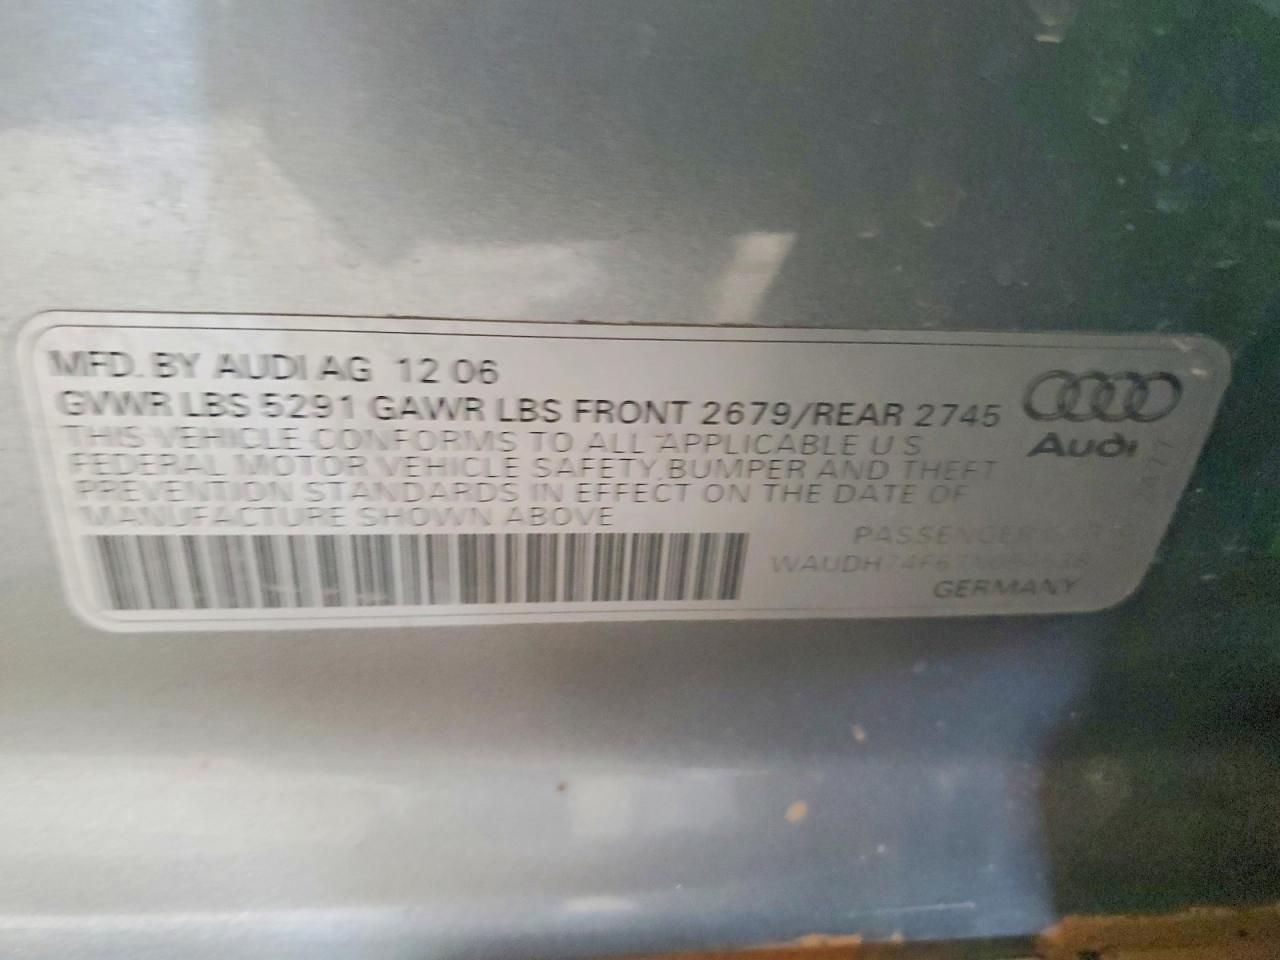 MFD. BY AUDI AG 12 06
GVWR LBS 5291 GAWR LBS FRONT 2679/REAR 2745
THIS VEHICLE CONFORMS TO ALL APPLICABLE U.S
FEDERAL MOTOR VEHICLE SAFETY, BUMPER AND THEFT
PREVENTION STANDARDS IN EFFECT ON THE DATE OF
MANUFACTURE SHOWN ABOVE
Audi
PASSENGER
GERMANY